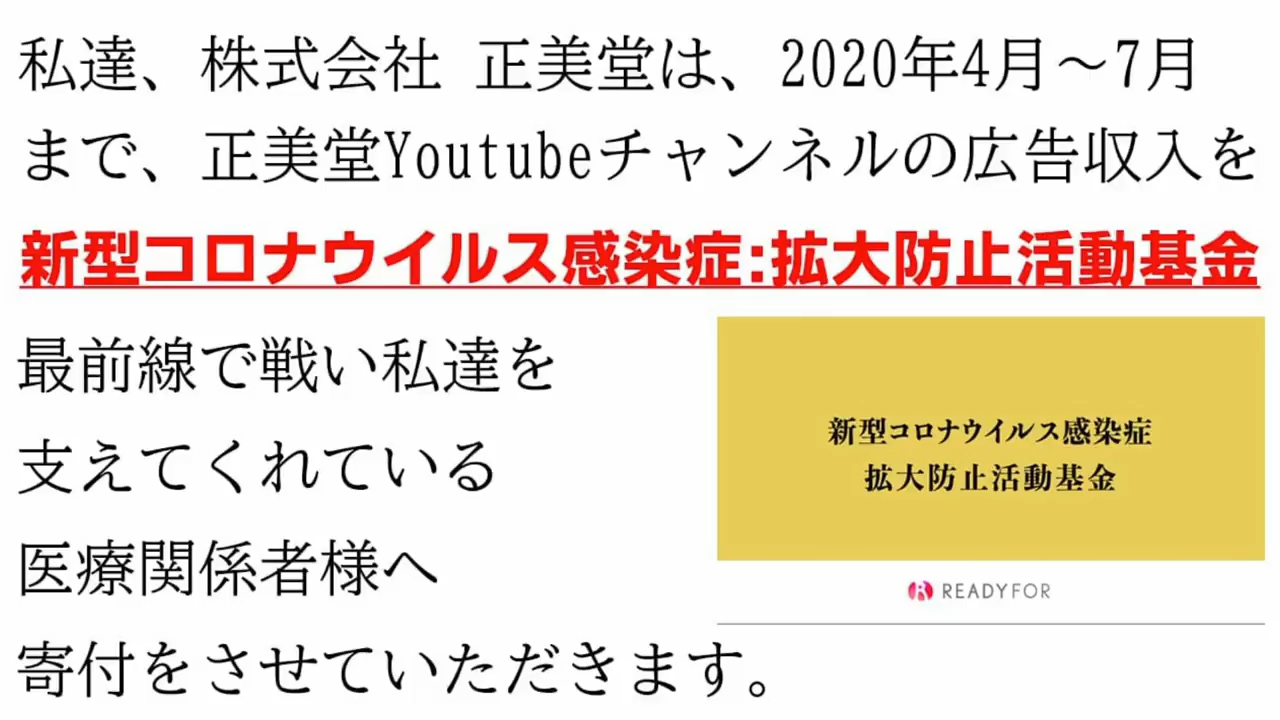 私達、株式会社 正美堂は、2020年4月～7月
まで、正美堂Youtubeチャンネルの広告収入を
新型コロナウイルス感染症:拡大防止活動基金
最前線で戦い私達を
支えてくれている
医療関係者様へ
寄付をさせていただきます。
新型コロナウイルス感染症
拡大防止活動基金
READYFOR